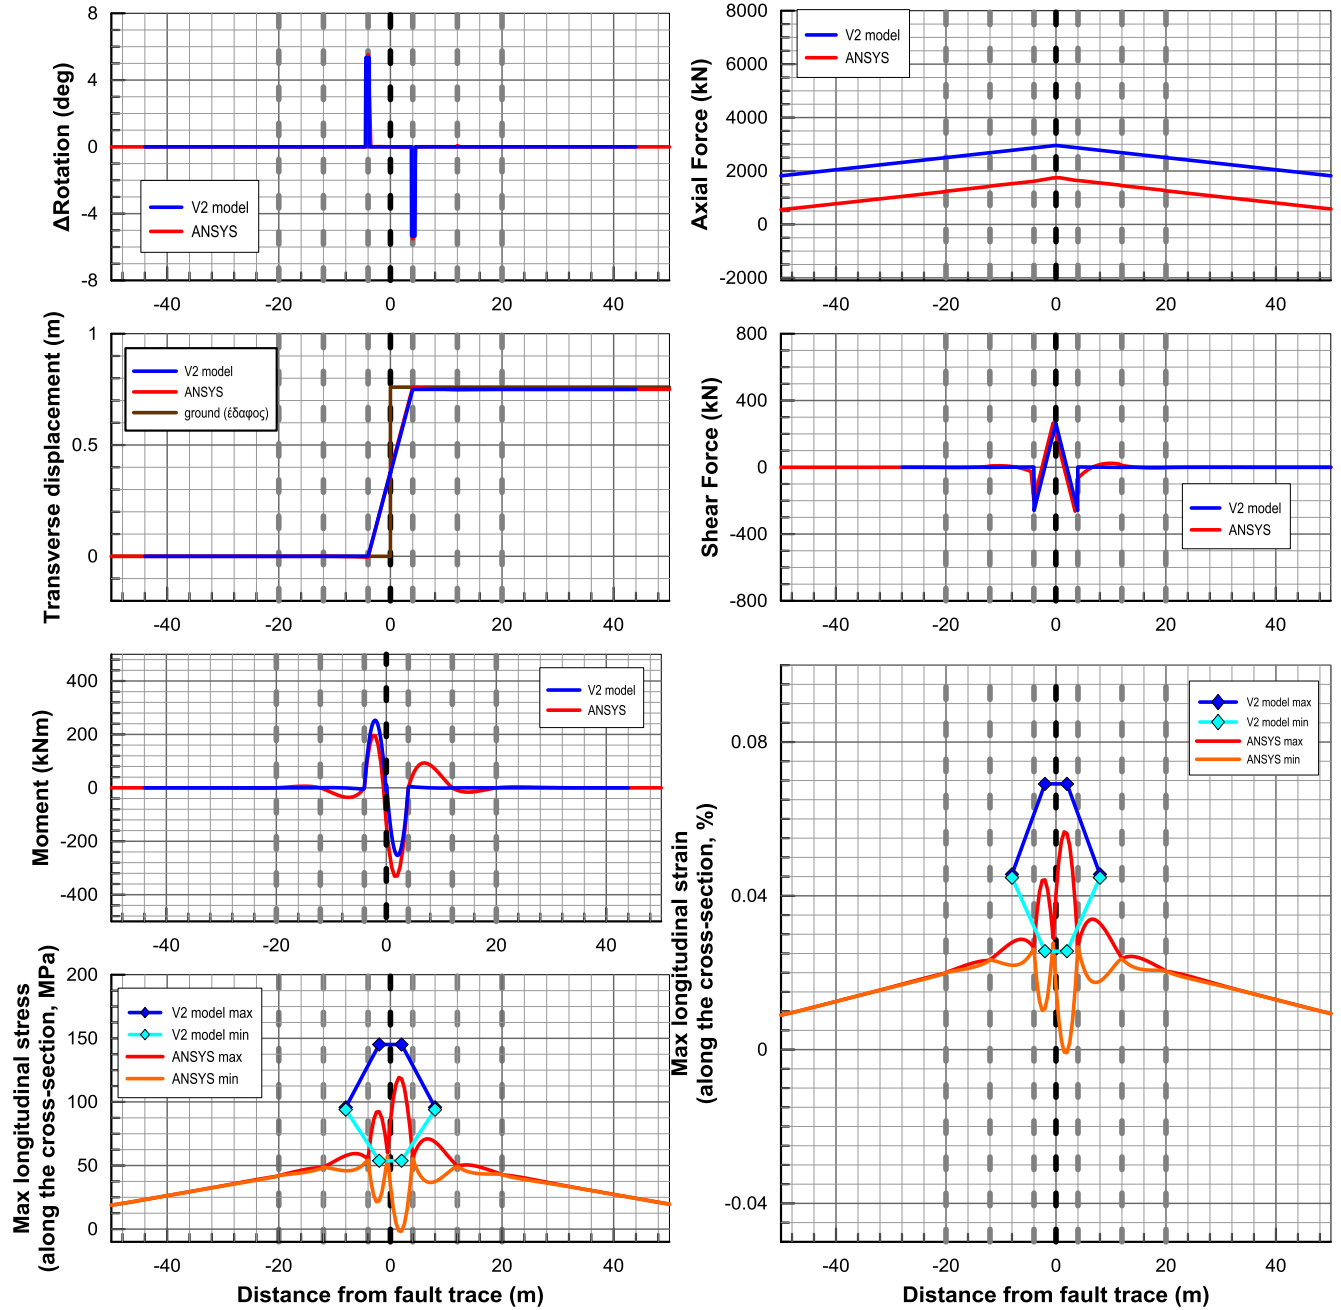 8
4
0
-4
-8
ΔRotation (deg)
V2 model
ANSYS
-40
-20
0
20
40
8000
6000
4000
2000
0
-2000
Axial Force (kN)
V2 model
ANSYS
-40
-20
0
20
40
1
0.5
0
Transverse displacement (m)
V2 model
ANSYS
ground (έδαφος)
-40
-20
0
20
40
800
400
0
-400
-800
Shear Force (kN)
V2 model
ANSYS
-40
-20
0
20
40
400
200
0
-200
-400
Moment (kNm)
V2 model
ANSYS
-40
-20
0
20
40
200
150
100
50
0
Max longitudinal stress
(along the cross-section, MPa)
V2 model max
V2 model min
ANSYS max
ANSYS min
-40
-20
0
20
40
Distance from fault trace (m)
0.08
0.04
0
-0.04
Max longitudinal strain
(along the cross-section, %)
V2 model max
V2 model min
ANSYS max
ANSYS min
-40
-20
0
20
40
Distance from fault trace (m)